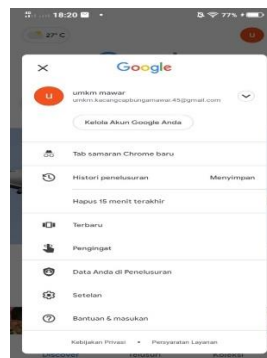 18:20
77%
27° C
U
Google
U
umkm mawar
umkm.kacangcapbungamawar.45@gmail.com
Kelola Akun Google Anda
Tab samaran Chrome baru
Histori penelusuran Menyimpan
Hapus 15 menit terakhir
Terbaru
Pengingat
Data Anda di Penelusuran
Setelan
Bantuan & masukan
Kebijakan Privasi • Persyaratan Layanan
Discover Telusuri Koleksi